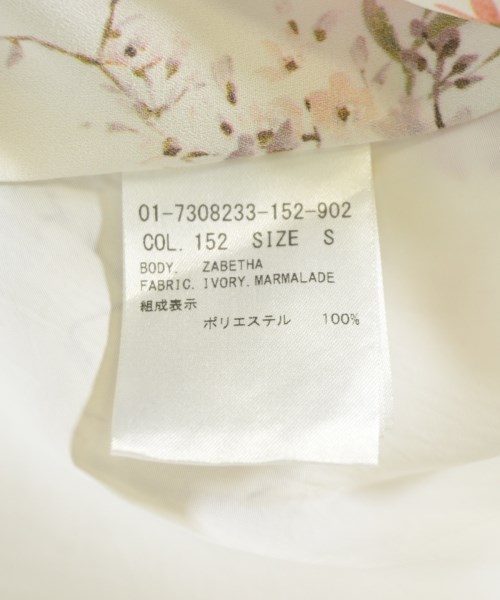 01-7308233-152-902
COL. 152 SIZE S
BODY. ZABETHA
FABRIC. IVORY. MARMALADE
組成表示
ポリエステル 100%